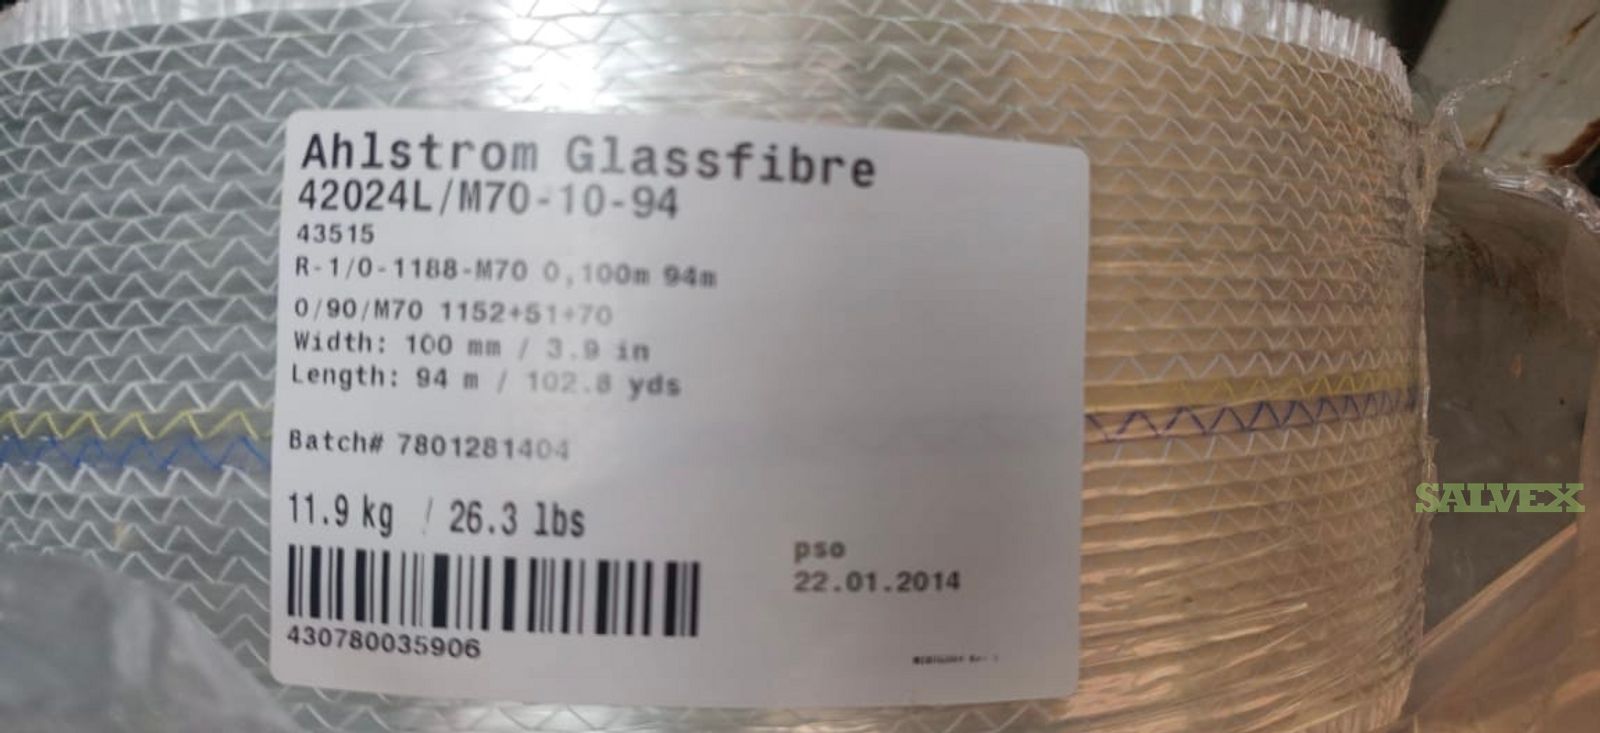 Ahlstrom Glassfibre
42024L/M70-10-94
43515
R-1/0-1188-M70 0,100m 94m
0/90/M70 1152+51+70
Width: 100 mm / 3.9 in
Length: 94 m / 102.8 yds
Batch# 7801281404
11.9 kg / 26.3 lbs
430780035906
pso
22.01.2014
SALVEX